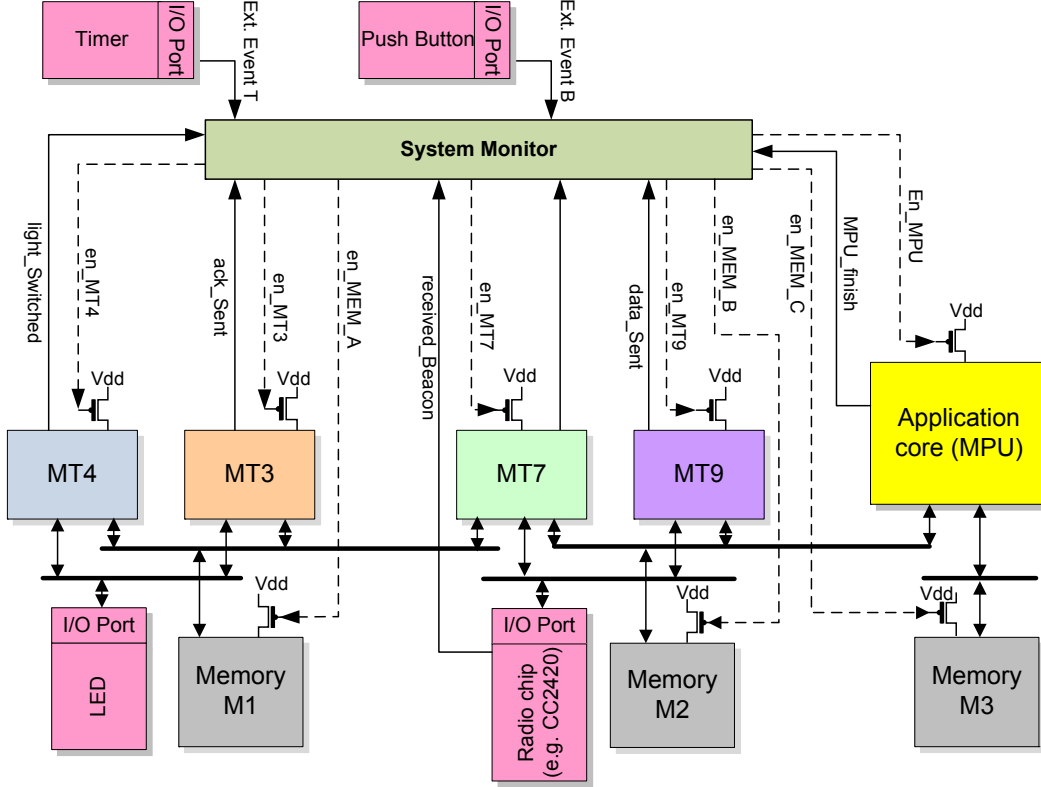 Timer
I/O Port
Ext. Event T
Push Button
I/O Port
Ext. Event B
System Monitor
light_Switched
en_MT4
ack_Sent
en_MT3
en_MEM_A
received_Beacon
en_MT7
data_Sent
en_MT9
en_MEM_B
en_MEM_C
MPU_finish
En_MPU
Vdd
Vdd
Vdd
Vdd
Vdd
MT4
MT3
MT7
MT9
Application
core (MPU)
Vdd
Vdd
Vdd
I/O Port
LED
Memory
M1
I/O Port
Radio chip
(e.g. CC2420)
Memory
M2
Memory
M3